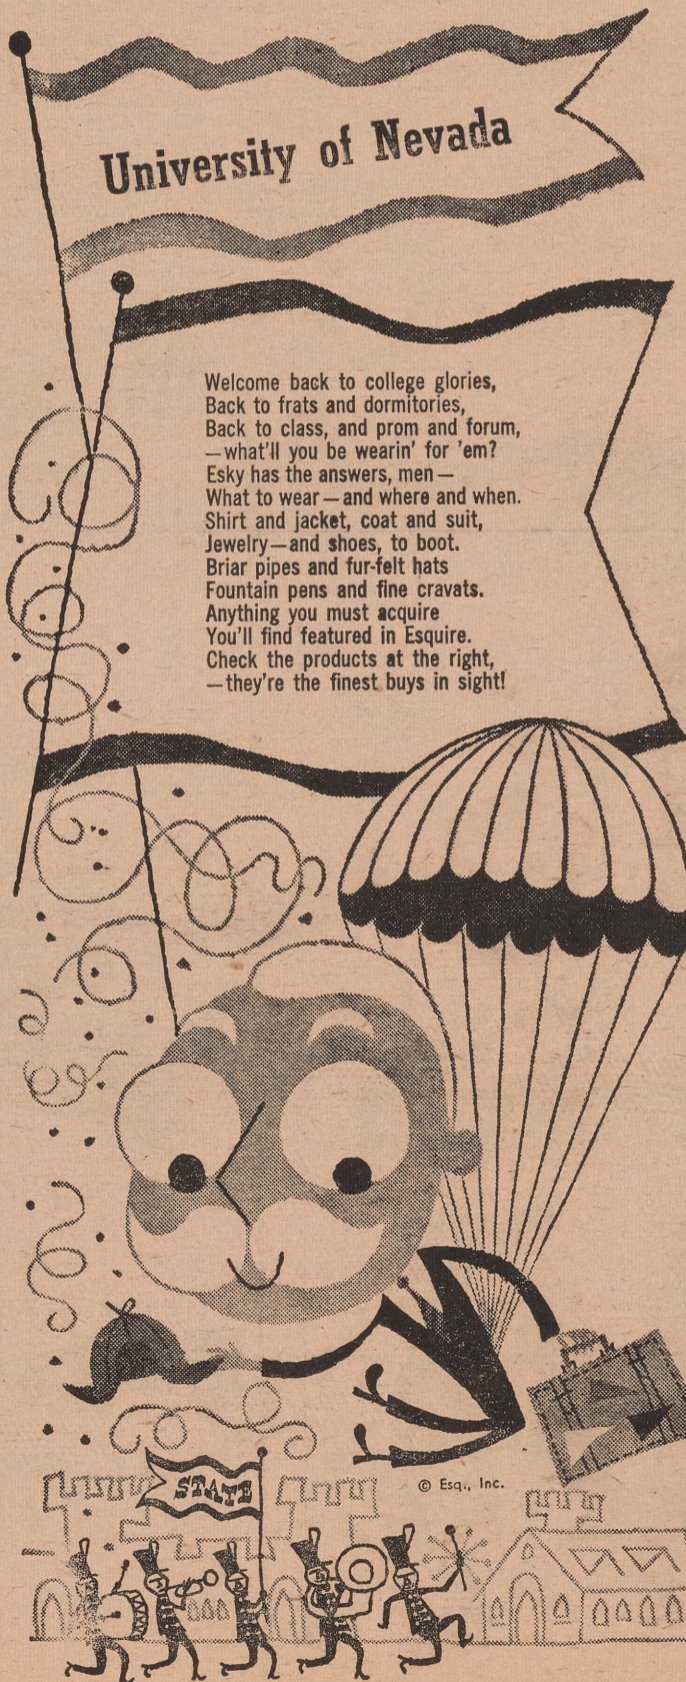 University of Nevada
Welcome back to college glories,
Back to frats and dormitories,
Back to class, and prom and forum,
—what'll you be wearin' for 'em?
Esky has the answers, men—
What to wear—and where and when.
Shirt and jacket, coat and suit,
Jewelry—and shoes, to boot.
Briar pipes and fur-felt hats
Fountain pens and fine cravats.
Anything you must acquire
You'll find featured in Esquire.
Check the products at the right,
—they're the finest buys in sight!
© Esq., Inc.
STATE